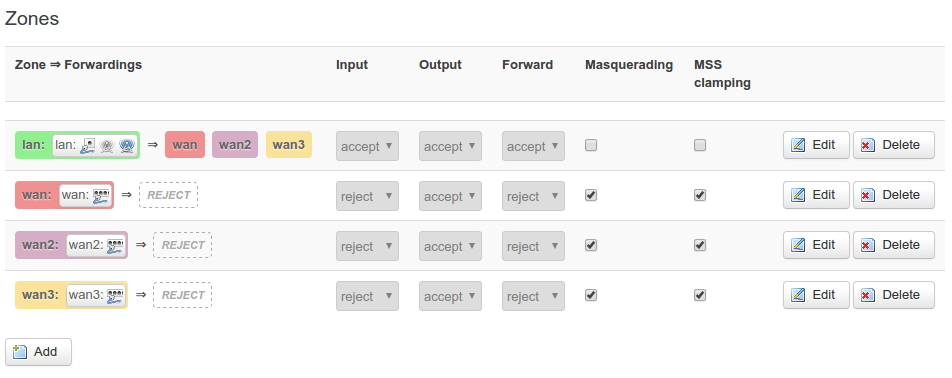 Zones
Zone ⇒ Forwardings Input Output Forward Masquerading MSS clamping
lan: lan: ⇒ wan wan2 wan3 accept accept accept Edit Delete
wan: wan: ⇒ REJECT reject accept reject Edit Delete
wan2: wan2: ⇒ REJECT reject accept reject Edit Delete
wan3: wan3: ⇒ REJECT reject accept reject Edit Delete
Add